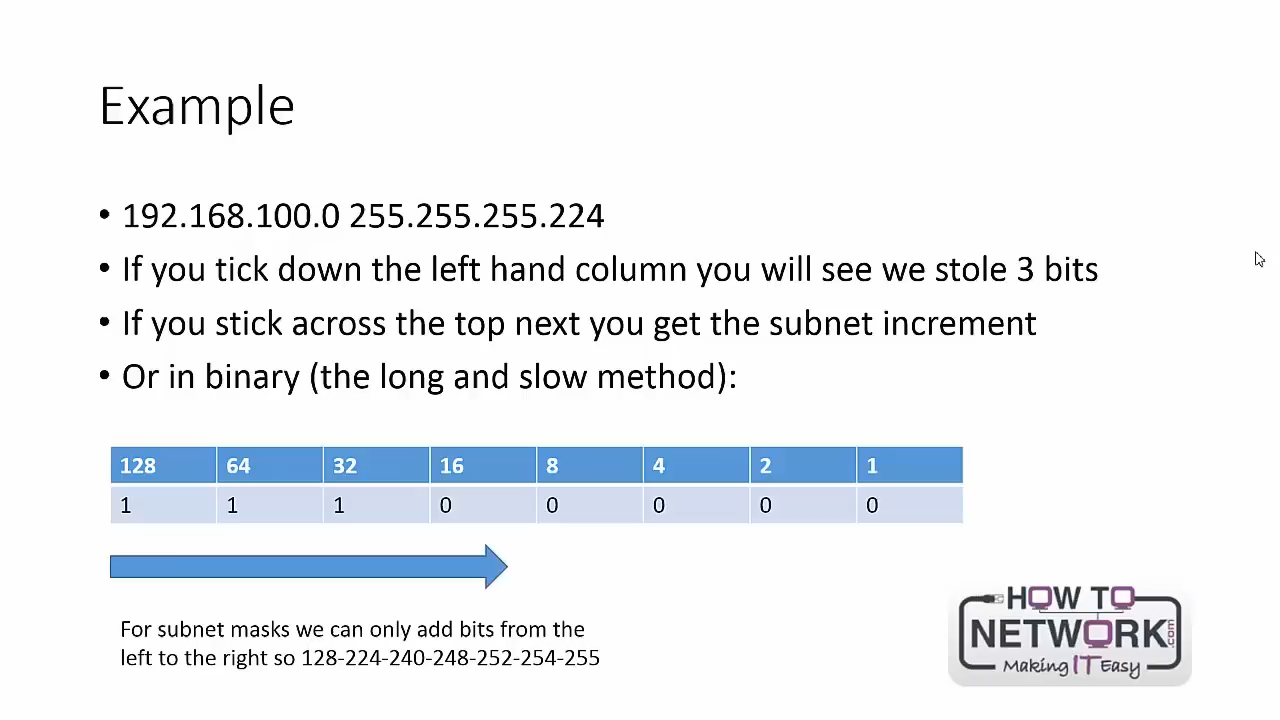 Example
• 192.168.100.0 255.255.255.224
• If you tick down the left hand column you will see we stole 3 bits
• If you stick across the top next you get the subnet increment
• Or in binary (the long and slow method):
128 64 32 16 8 4 2 1
1 1 1 0 0 0 0 0
For subnet masks we can only add bits from the
left to the right so 128-224-240-248-252-254-255
HOW TO
NETWORK.com
Making IT Easy